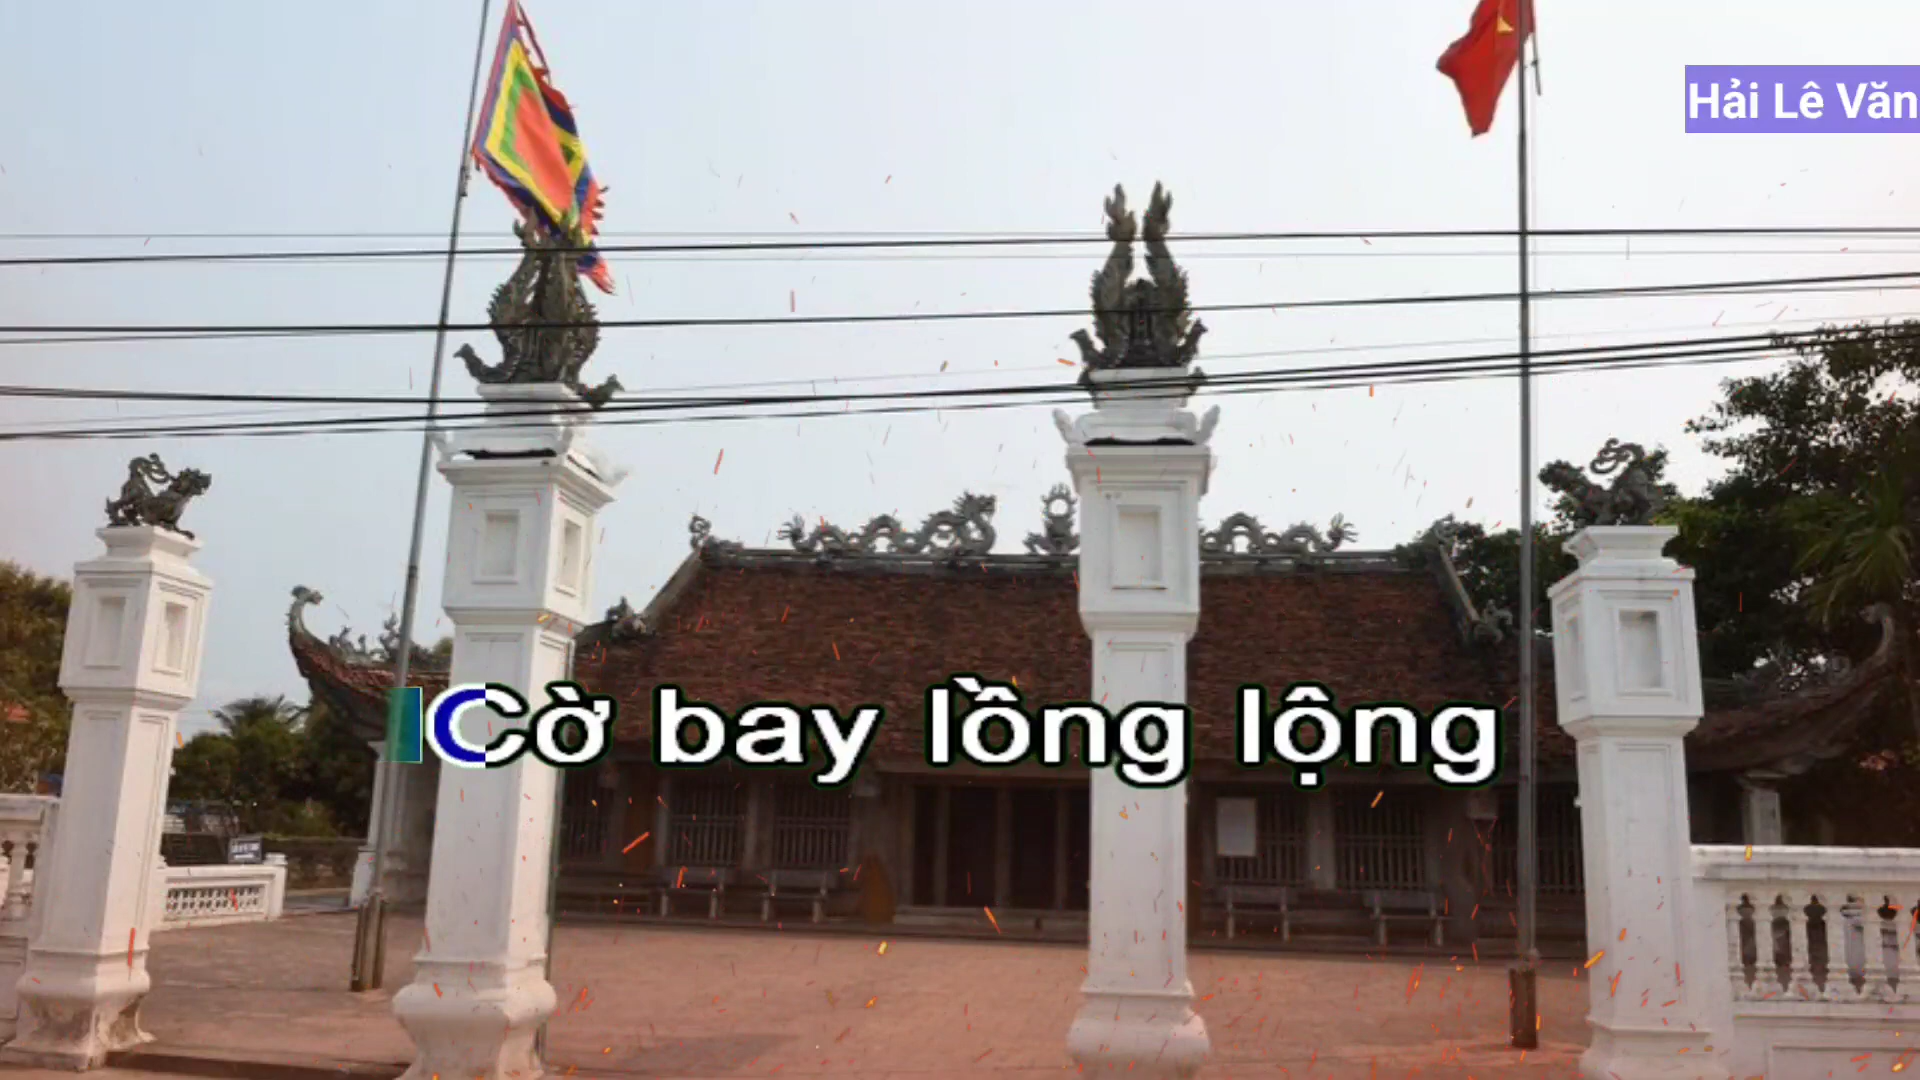 Hải Lê Văn
Cờ bay lồng lộng